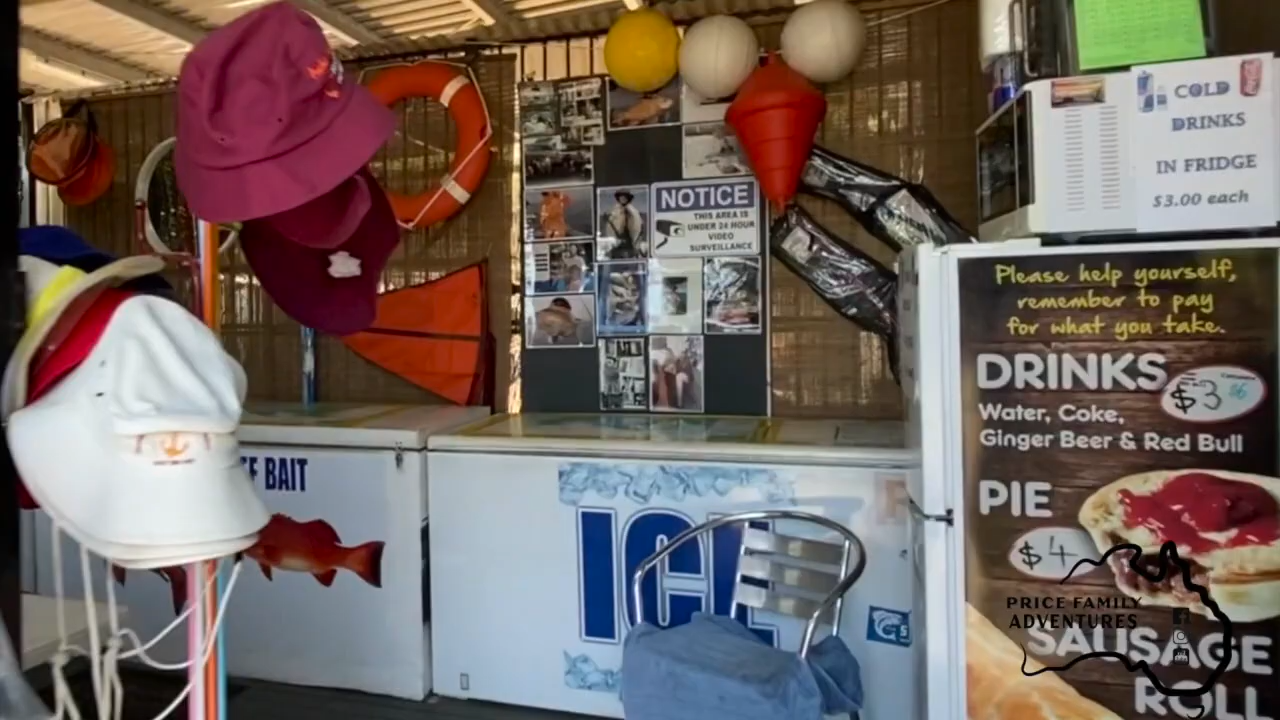 NOTICE
THIS AREA IS
UNDER 24 HOUR
VIDEO
SURVEILLANCE
COLD
DRINKS
IN FRIDGE
$3.00 each
Please help yourself,
remember to pay
for what you take.
DRINKS
$3
Water, Coke,
Ginger Beer & Red Bull
PIE
$4
SAUSAGE
ROLL
BAIT
ICE
PRICE FAMILY
ADVENTURES